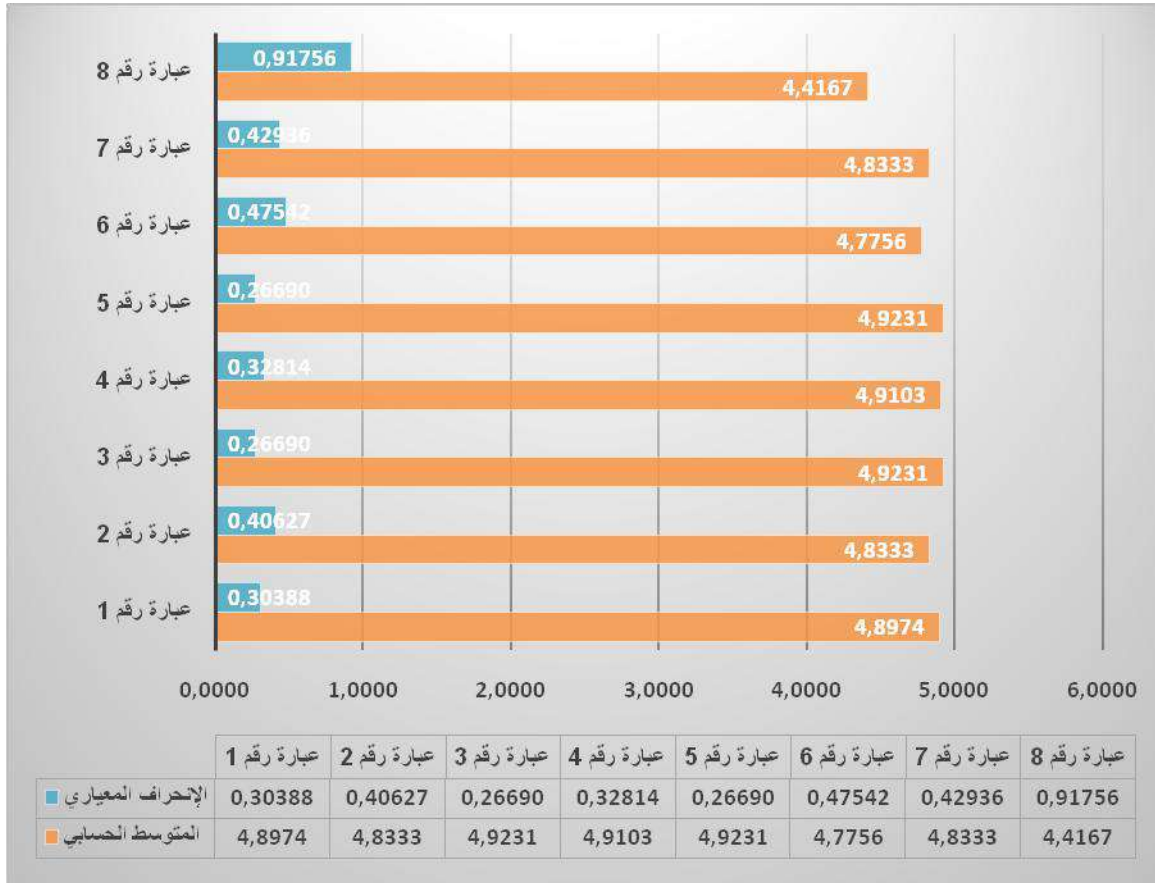 عبارة رقم 8
0,91756
4,4167
عبارة رقم 7
0,42936
4,8333
عبارة رقم 6
0,47542
4,7756
عبارة رقم 5
0,26690
4,9231
عبارة رقم 4
0,32814
4,9103
عبارة رقم 3
0,26690
4,9231
عبارة رقم 2
0,40627
4,8333
عبارة رقم 1
0,30388
4,8974
0,0000 1,0000 2,0000 3,0000 4,0000 5,0000 6,0000
عبارة رقم 1 عبارة رقم 2 عبارة رقم 3 عبارة رقم 4 عبارة رقم 5 عبارة رقم 6 عبارة رقم 7 عبارة رقم 8
الإنحراف المعياري 0,30388 0,40627 0,26690 0,32814 0,26690 0,47542 0,42936 0,91756
المتوسط الحسابي 4,8974 4,8333 4,9231 4,9103 4,9231 4,7756 4,8333 4,4167